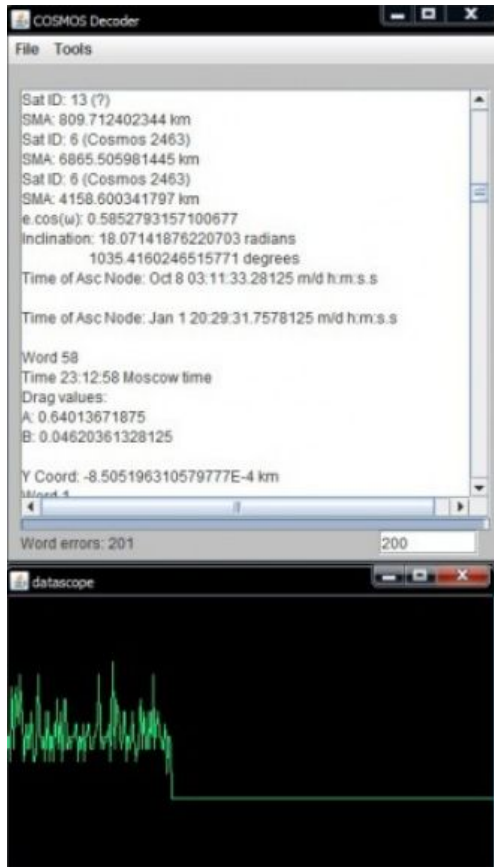 COSMOS Decoder
File Tools
Sat ID: 13 (?)
SMA: 809.712402344 km
Sat ID: 6 (Cosmos 2463)
SMA: 6865.505981445 km
Sat ID: 6 (Cosmos 2463)
SMA: 4158.600341797 km
e.cos(ω): 0.5852793157100677
Inclination: 18.07141876220703 radians
1035.4160246515771 degrees
Time of Asc Node: Oct 8 03:11:33.28125 m/d h:m:s.s
Time of Asc Node: Jan 1 20:29:31.7578125 m/d h:m:s.s
Word 58
Time 23:12:58 Moscow time
Drag values:
A: 0.64013671875
B: 0.04620361328125
Y Coord: -8.505196310579777E-4 km
Word 1
Word errors: 201
200
datascope